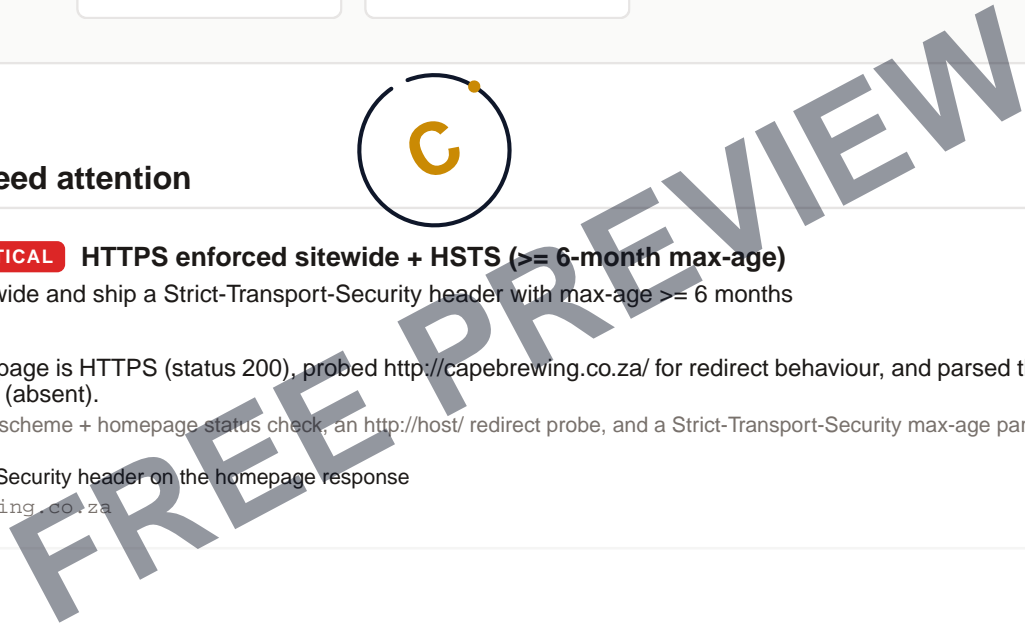 C
eed attention
TICAL HTTPS enforced sitewide + HSTS (>= 6-month max-age)
wide and ship a Strict-Transport-Security header with max-age >= 6 months
page is HTTPS (status 200), probed http://capebrewing.co.za/ for redirect behaviour, and parsed t
(absent).
scheme + homepage status check, an http://host/ redirect probe, and a Strict-Transport-Security max-age par
Security header on the homepage response
ing.co.za
FREE PREVIEW